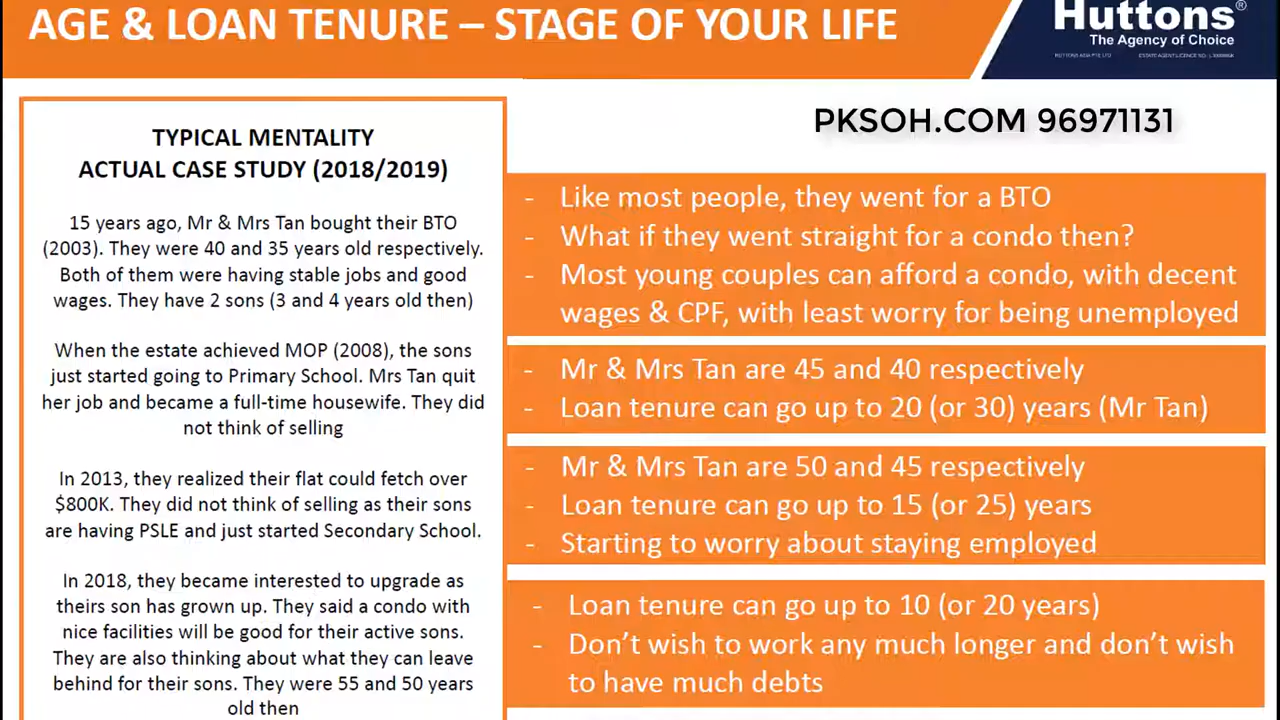 AGE & LOAN TENURE – STAGE OF YOUR LIFE
Huttons®
The Agency of Choice
HUTTONS ASIA PTE LTD
PKSOH.COM 96971131
TYPICAL MENTALITY
ACTUAL CASE STUDY (2018/2019)
15 years ago, Mr & Mrs Tan bought their BTO
(2003). They were 40 and 35 years old respectively.
Both of them were having stable jobs and good
wages. They have 2 sons (3 and 4 years old then)
When the estate achieved MOP (2008), the sons
just started going to Primary School. Mrs Tan quit
her job and became a full-time housewife. They did
not think of selling
In 2013, they realized their flat could fetch over
$800K. They did not think of selling as their sons
are having PSLE and just started Secondary School.
In 2018, they became interested to upgrade as
theirs son has grown up. They said a condo with
nice facilities will be good for their active sons.
They are also thinking about what they can leave
behind for their sons. They were 55 and 50 years
old then
- Like most people, they went for a BTO
- What if they went straight for a condo then?
- Most young couples can afford a condo, with decent
wages & CPF, with least worry for being unemployed
- Mr & Mrs Tan are 45 and 40 respectively
- Loan tenure can go up to 20 (or 30) years (Mr Tan)
- Mr & Mrs Tan are 50 and 45 respectively
- Loan tenure can go up to 15 (or 25) years
- Starting to worry about staying employed
- Loan tenure can go up to 10 (or 20 years)
- Don't wish to work any much longer and don't wish
to have much debts